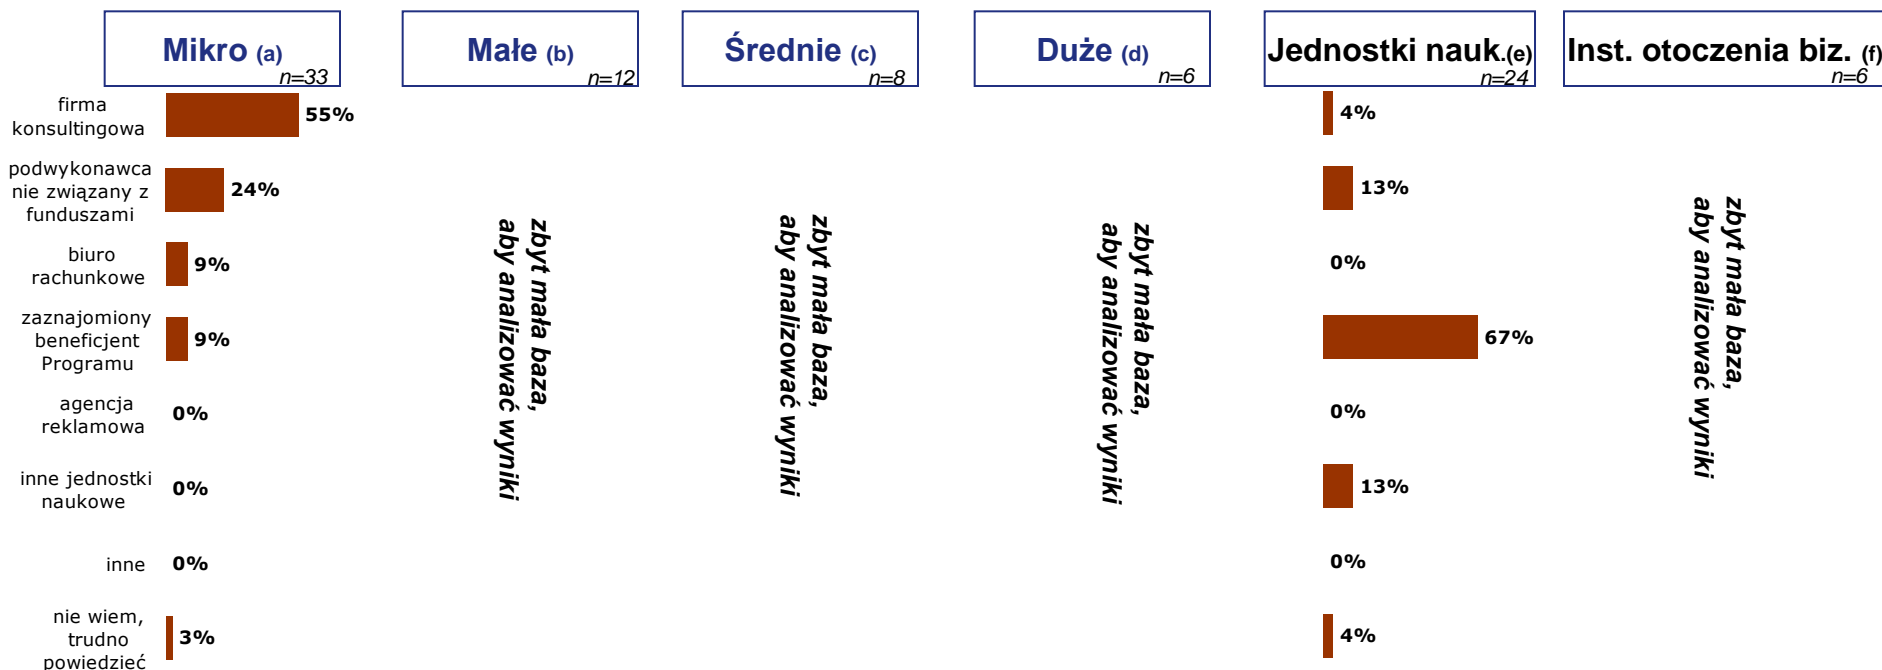 Mikro (a)
n=33
Małe (b)
n=12
Średnie (c)
n=8
Duże (d)
n=6
Jednostki nauk.(e)
n=24
Inst. otoczenia biz. (f)
n=6
firma
konsultingowa
55%
4%
podwykonawca
nie związany z
funduszami
24%
13%
biuro
rachunkowe
9%
0%
zaznajomiony
beneficjent
Programu
9%
67%
agencja
reklamowa
0%
0%
inne jednostki
naukowe
0%
13%
inne
0%
0%
nie wiem,
trudno
powiedzieć
3%
4%
zbyt mała baza,
aby analizować wyniki
zbyt mała baza,
aby analizować wyniki
zbyt mała baza,
aby analizować wyniki
zbyt mała baza,
aby analizować wyniki